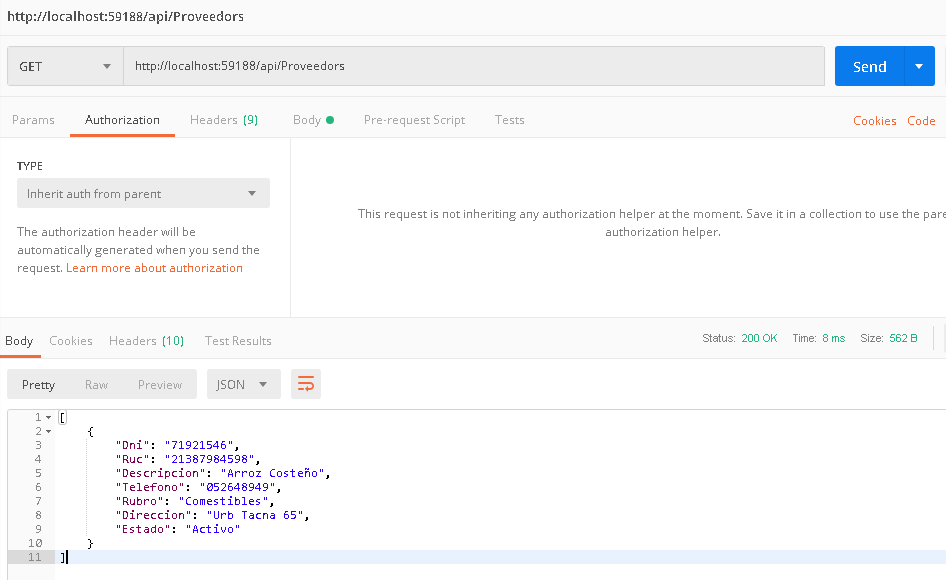 http://localhost:59188/api/Proveedors
GET http://localhost:59188/api/Proveedors Send
Params Authorization Headers (9) Body Pre-request Script Tests Cookies Code
TYPE
Inherit auth from parent
The authorization header will be
automatically generated when you send the
request. Learn more about authorization
This request is not inheriting any authorization helper at the moment. Save it in a collection to use the pare
authorization helper.
Body Cookies Headers (10) Test Results Status: 200 OK Time: 8 ms Size: 562 B
Pretty Raw Preview JSON
1 [
2 {
3 "Dni": "71921546",
4 "Ruc": "21387984598",
5 "Descripcion": "Arroz Costeño",
6 "Telefono": "052648949",
7 "Rubro": "Comestibles",
8 "Direccion": "Urb Tacna 65",
9 "Estado": "Activo"
10 }
11 ]